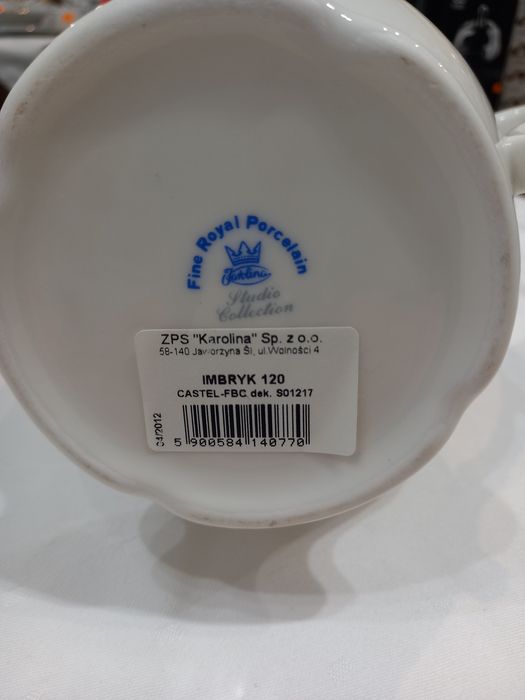 Fine Royal Porcelain
Karolina
Studio
Collection
ZPS "Karolina" Sp. z o.o.
58-140 Jaworzyna Śl, ul.Wolności 4
IMBRYK 120
CASTEL-FBC dek. S01217
04/2012
5 900584 140770